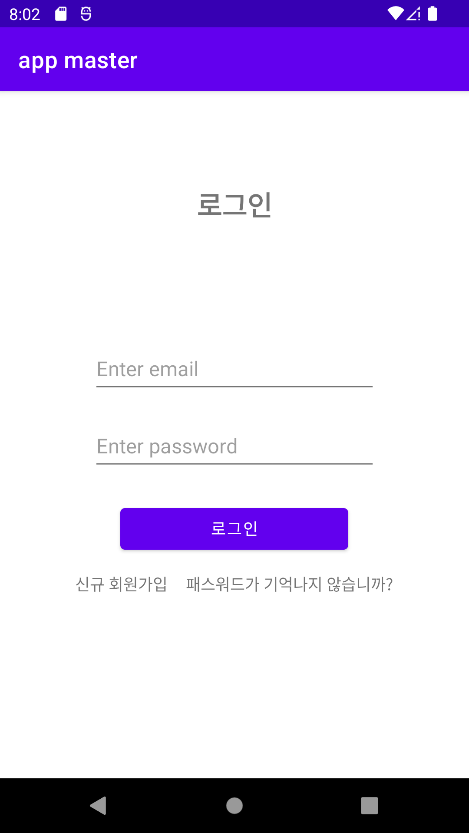 8:02
app master
로그인
Enter email
Enter password
로그인
신규 회원가입 패스워드가 기억나지 않습니까?